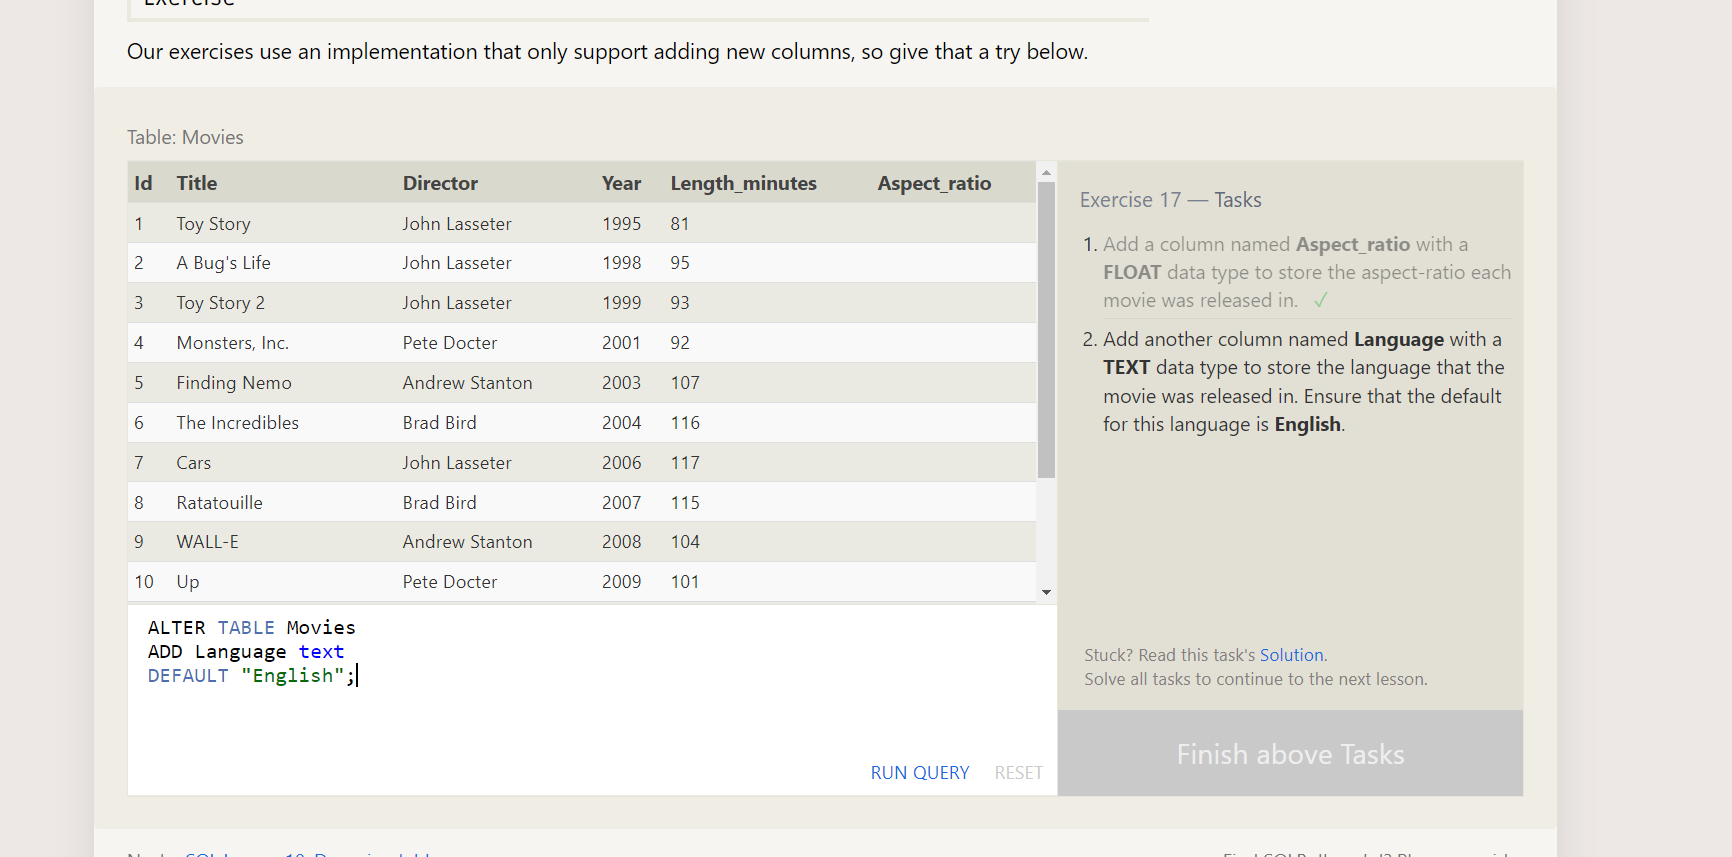 Exercise
Our exercises use an implementation that only support adding new columns, so give that a try below.
Table: Movies
Id Title Director Year Length_minutes Aspect_ratio
1 Toy Story John Lasseter 1995 81
2 A Bug's Life John Lasseter 1998 95
3 Toy Story 2 John Lasseter 1999 93
4 Monsters, Inc. Pete Docter 2001 92
5 Finding Nemo Andrew Stanton 2003 107
6 The Incredibles Brad Bird 2004 116
7 Cars John Lasseter 2006 117
8 Ratatouille Brad Bird 2007 115
9 WALL-E Andrew Stanton 2008 104
10 Up Pete Docter 2009 101
ALTER TABLE Movies
ADD Language text
DEFAULT "English";
RUN QUERY RESET
Exercise 17 — Tasks
1. Add a column named Aspect_ratio with a
FLOAT data type to store the aspect-ratio each
movie was released in. ✓
2. Add another column named Language with a
TEXT data type to store the language that the
movie was released in. Ensure that the default
for this language is English.
Stuck? Read this task's Solution.
Solve all tasks to continue to the next lesson.
Finish above Tasks